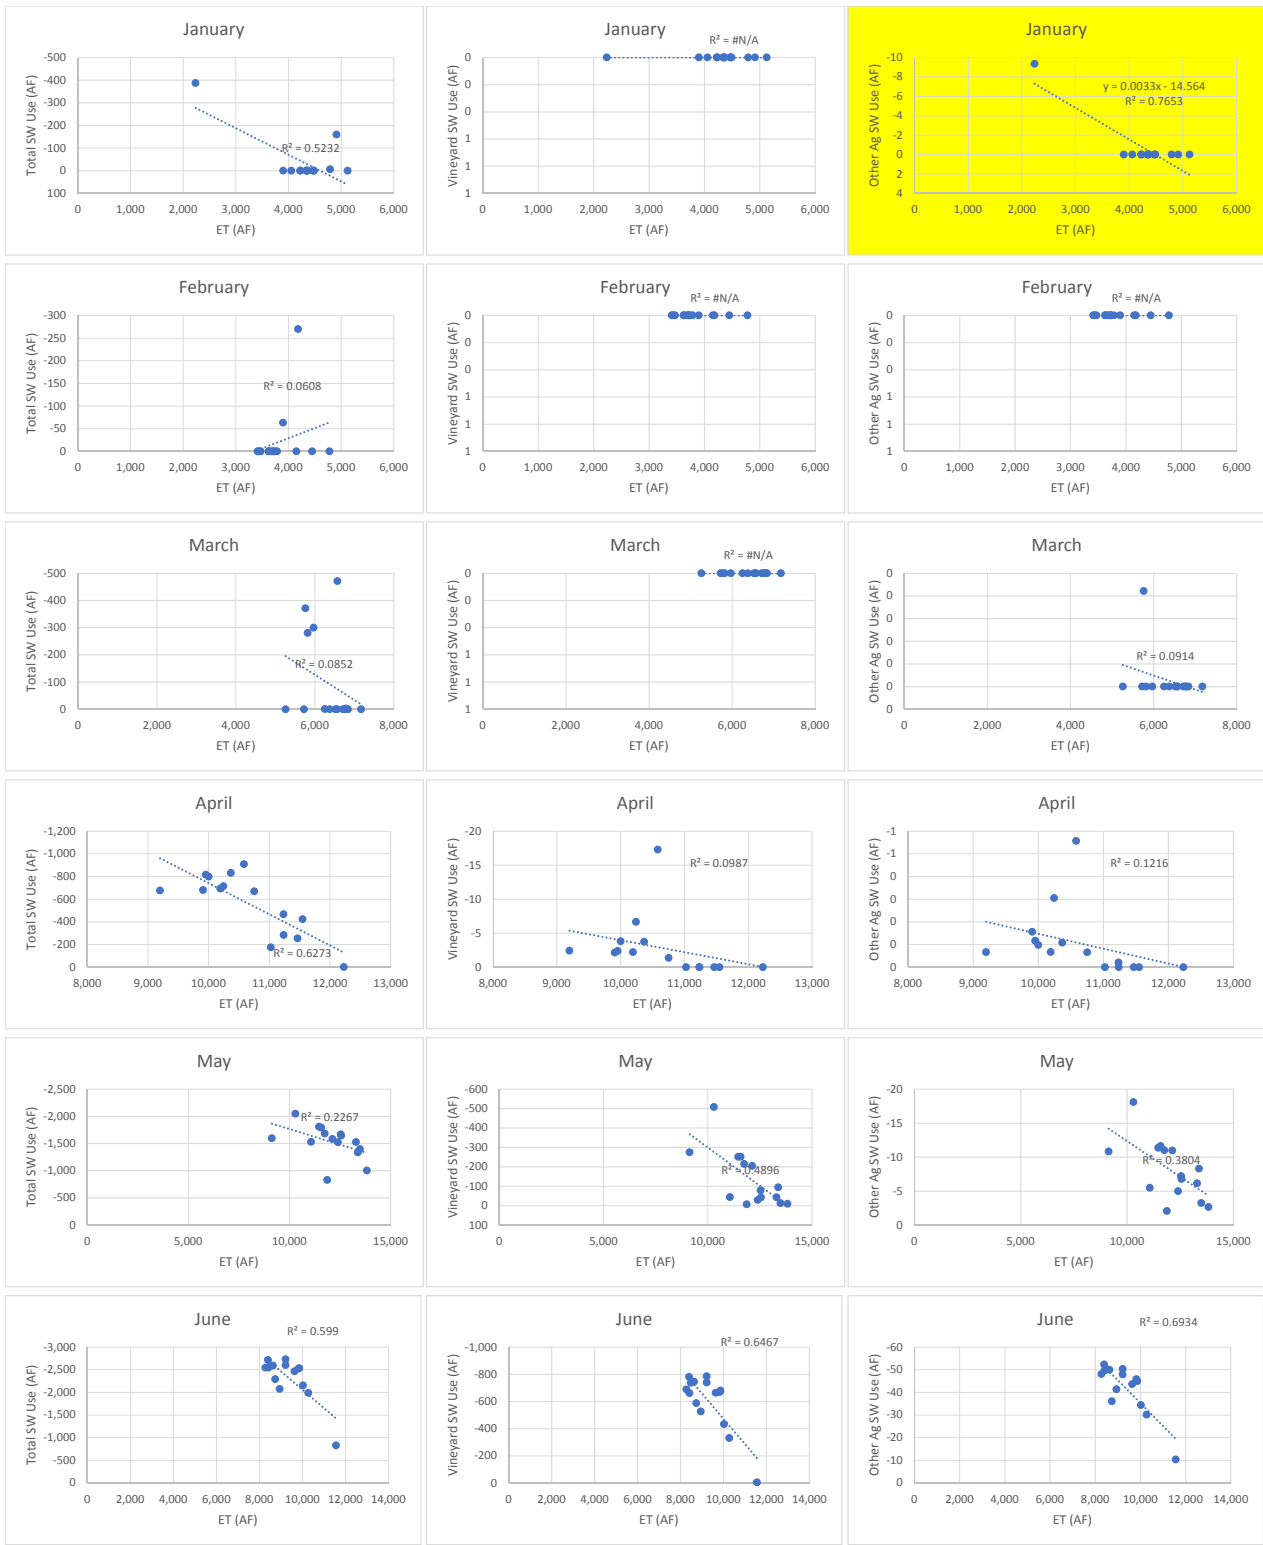 January
Total SW Use (AF)
-500
-400
-300
-200
-100
0
100
R² = 0.5232
0 1,000 2,000 3,000 4,000 5,000 6,000
ET (AF)
January
Vineyard SW Use (AF)
R² = #N/A
0
0
0
1
1
1
0 1,000 2,000 3,000 4,000 5,000 6,000
ET (AF)
January
Other Ag SW Use (AF)
-10
-8
-6
-4
-2
0
2
4
y = 0.0033x - 14.564
R² = 0.7653
0 1,000 2,000 3,000 4,000 5,000 6,000
ET (AF)
February
Total SW Use (AF)
-300
-250
-200
-150
-100
-50
0
R² = 0.0608
0 1,000 2,000 3,000 4,000 5,000 6,000
ET (AF)
February
Vineyard SW Use (AF)
R² = #N/A
0
0
0
1
1
1
0 1,000 2,000 3,000 4,000 5,000 6,000
ET (AF)
February
Other Ag SW Use (AF)
R² = #N/A
0
0
0
1
1
1
0 1,000 2,000 3,000 4,000 5,000 6,000
ET (AF)
March
Total SW Use (AF)
-500
-400
-300
-200
-100
0
R² = 0.0852
0 2,000 4,000 6,000 8,000
ET (AF)
March
Vineyard SW Use (AF)
R² = #N/A
0
0
0
1
1
1
0 2,000 4,000 6,000 8,000
ET (AF)
March
Other Ag SW Use (AF)
0
0
0
0
0
0
0
R² = 0.0914
0 2,000 4,000 6,000 8,000
ET (AF)
April
Total SW Use (AF)
-1,200
-1,000
-800
-600
-400
-200
0
R² = 0.6273
8,000 9,000 10,000 11,000 12,000 13,000
ET (AF)
April
Vineyard SW Use (AF)
-20
-15
-10
-5
0
R² = 0.0987
8,000 9,000 10,000 11,000 12,000 13,000
ET (AF)
April
Other Ag SW Use (AF)
-1
-1
0
0
0
0
0
R² = 0.1216
8,000 9,000 10,000 11,000 12,000 13,000
ET (AF)
May
Total SW Use (AF)
-2,500
-2,000
-1,500
-1,000
-500
0
R² = 0.2267
0 5,000 10,000 15,000
ET (AF)
May
Vineyard SW Use (AF)
-600
-500
-400
-300
-200
-100
0
100
R² = 0.4896
0 5,000 10,000 15,000
ET (AF)
May
Other Ag SW Use (AF)
-20
-15
-10
-5
0
R² = 0.3804
0 5,000 10,000 15,000
ET (AF)
June
Total SW Use (AF)
R² = 0.599
-3,000
-2,500
-2,000
-1,500
-1,000
-500
0
0 2,000 4,000 6,000 8,000 10,000 12,000 14,000
ET (AF)
June
Vineyard SW Use (AF)
R² = 0.6467
-1,000
-800
-600
-400
-200
0
0 2,000 4,000 6,000 8,000 10,000 12,000 14,000
ET (AF)
June
Other Ag SW Use (AF)
R² = 0.6934
-60
-50
-40
-30
-20
-10
0
0 2,000 4,000 6,000 8,000 10,000 12,000 14,000
ET (AF)